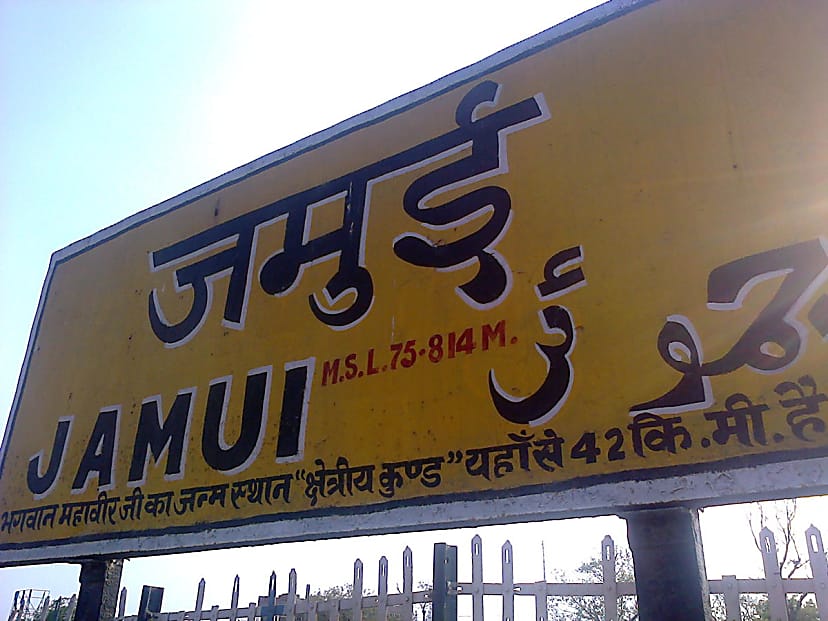 जमुई
JAMUI
M.S.L. 75.814 M.
भगवान महावीर जी का जन्म स्थान "क्षेत्रीय कुण्ड" यहाँ से 42 कि.मी. है